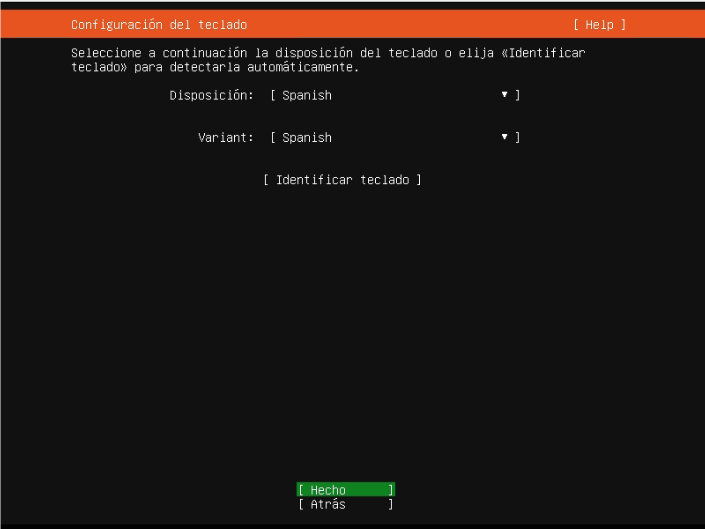 Configuración del teclado [ Help ]
Seleccione a continuación la disposición del teclado o elija «Identificar
teclado» para detectarla automáticamente.
Disposición: [ Spanish ▾ ]
Variant: [ Spanish ▾ ]
[ Identificar teclado ]
[ Hecho ]
[ Atrás ]